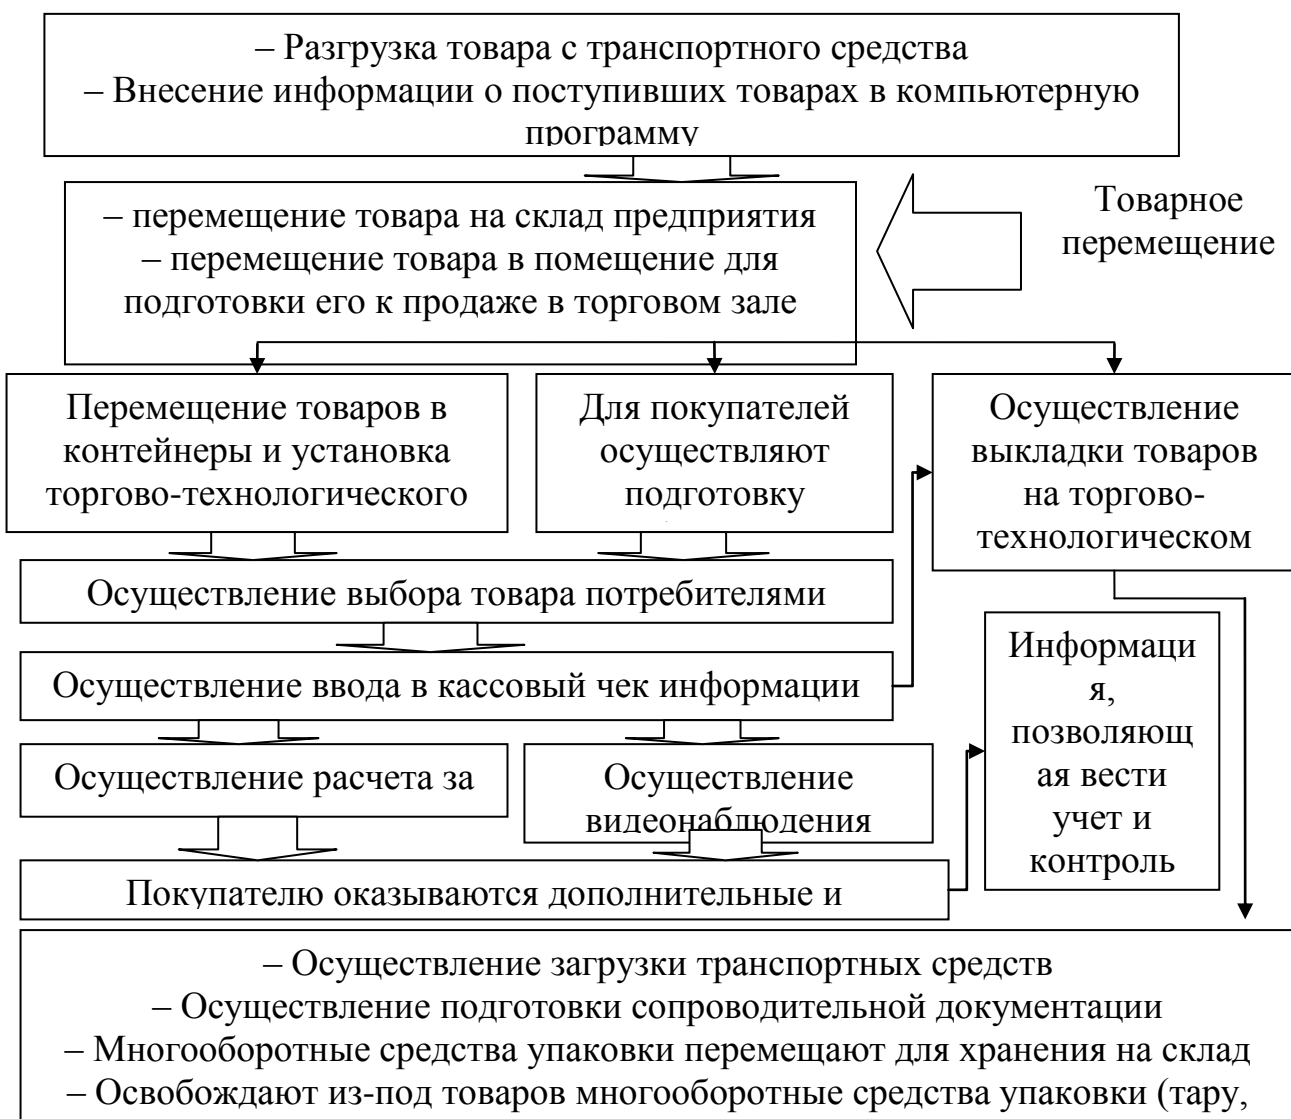 – Разгрузка товара с транспортного средства
– Внесение информации о поступивших товарах в компьютерную
программу
– перемещение товара на склад предприятия
– перемещение товара в помещение для
подготовки его к продаже в торговом зале
Товарное
перемещение
Перемещение товаров в
контейнеры и установка
торгово-технологического
Для покупателей
осуществляют
подготовку
Осуществление
выкладки товаров
на торгово-
технологическом
Осуществление выбора товара потребителями
Осуществление ввода в кассовый чек информации
Информаци
я,
позволяющ
ая вести
учет и
контроль
Осуществление расчета за
Осуществление
видеонаблюдения
Покупателю оказываются дополнительные и
– Осуществление загрузки транспортных средств
– Осуществление подготовки сопроводительной документации
– Многооборотные средства упаковки перемещают для хранения на склад
– Освобождают из-под товаров многооборотные средства упаковки (тару,